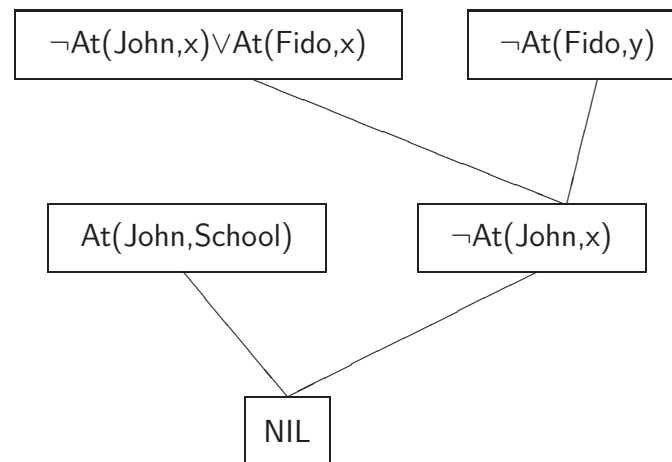 ¬At(John,x)∨At(Fido,x)
¬At(Fido,y)
At(John,School)
¬At(John,x)
NIL